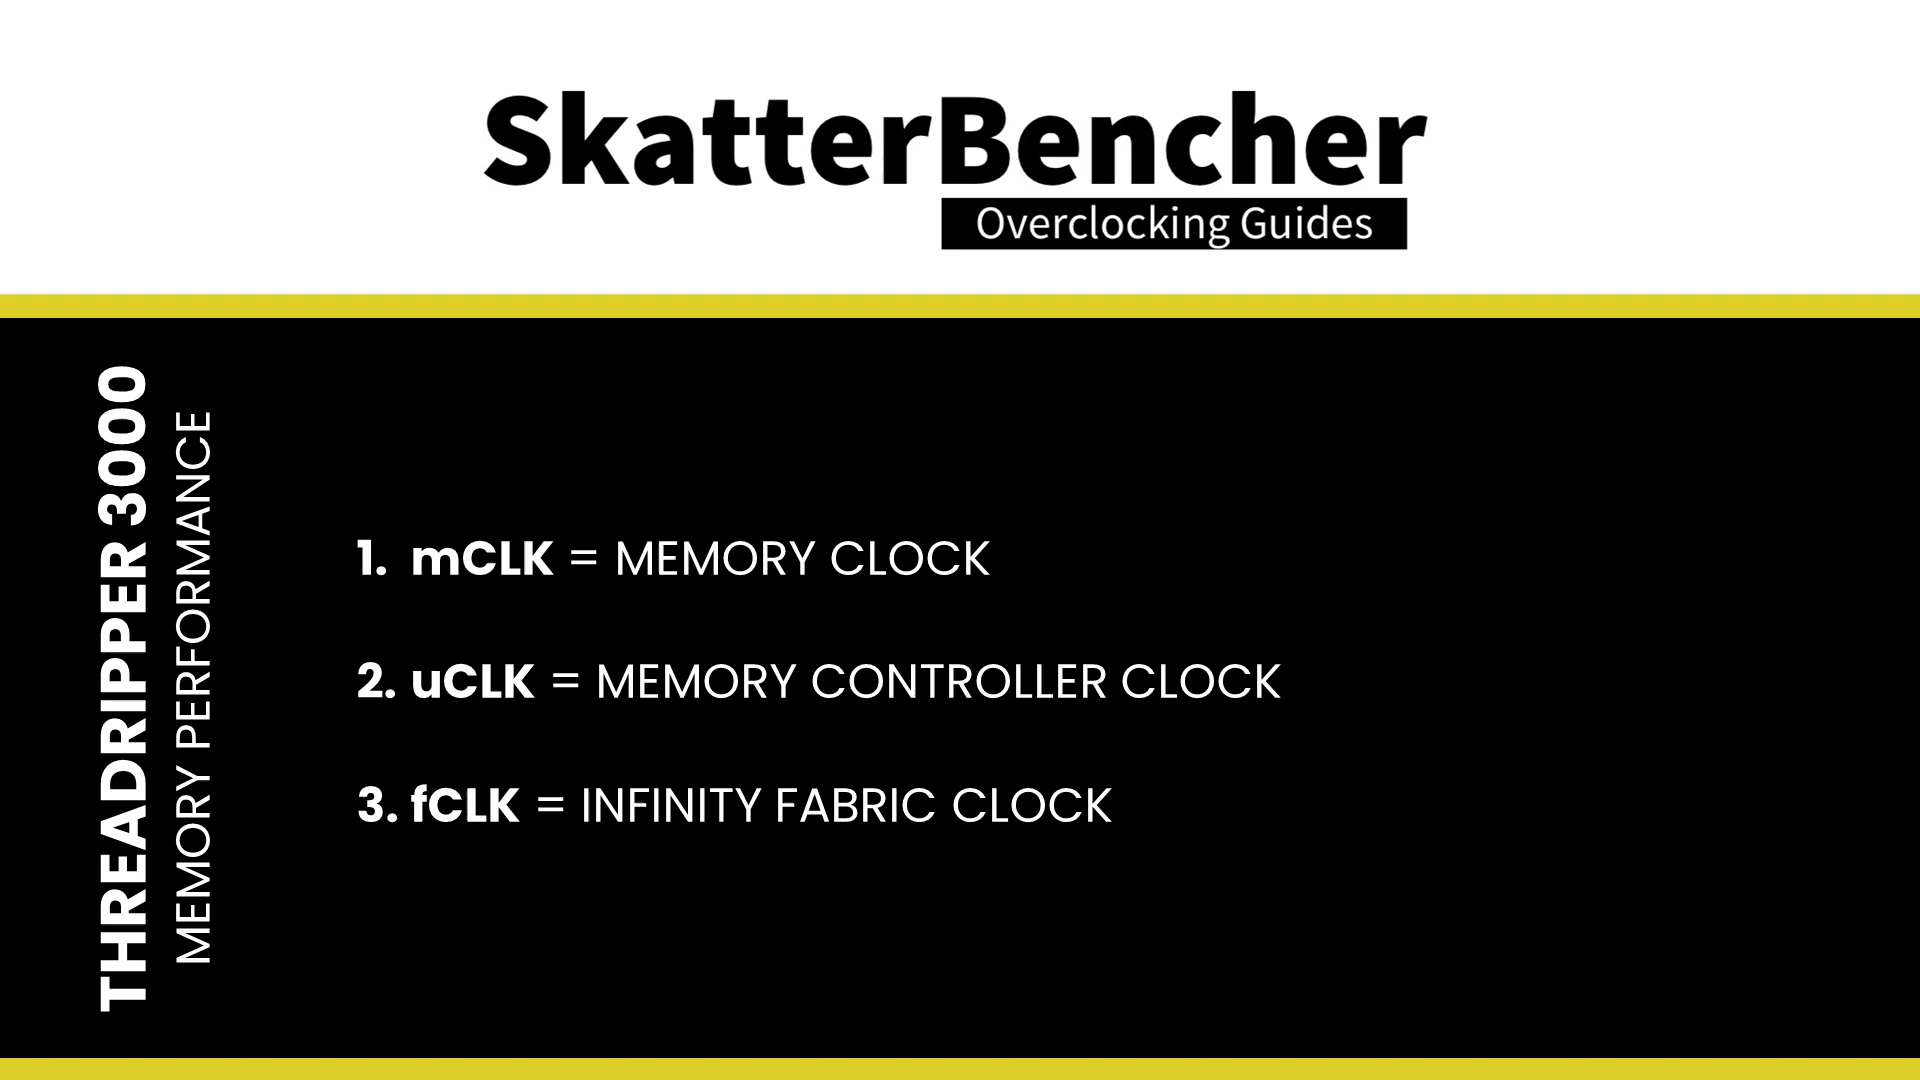 SkatterBencher
Overclocking Guides
THREADRIPPER 3000
MEMORY PERFORMANCE
1. mCLK = MEMORY CLOCK
2. uCLK = MEMORY CONTROLLER CLOCK
3. fCLK = INFINITY FABRIC CLOCK